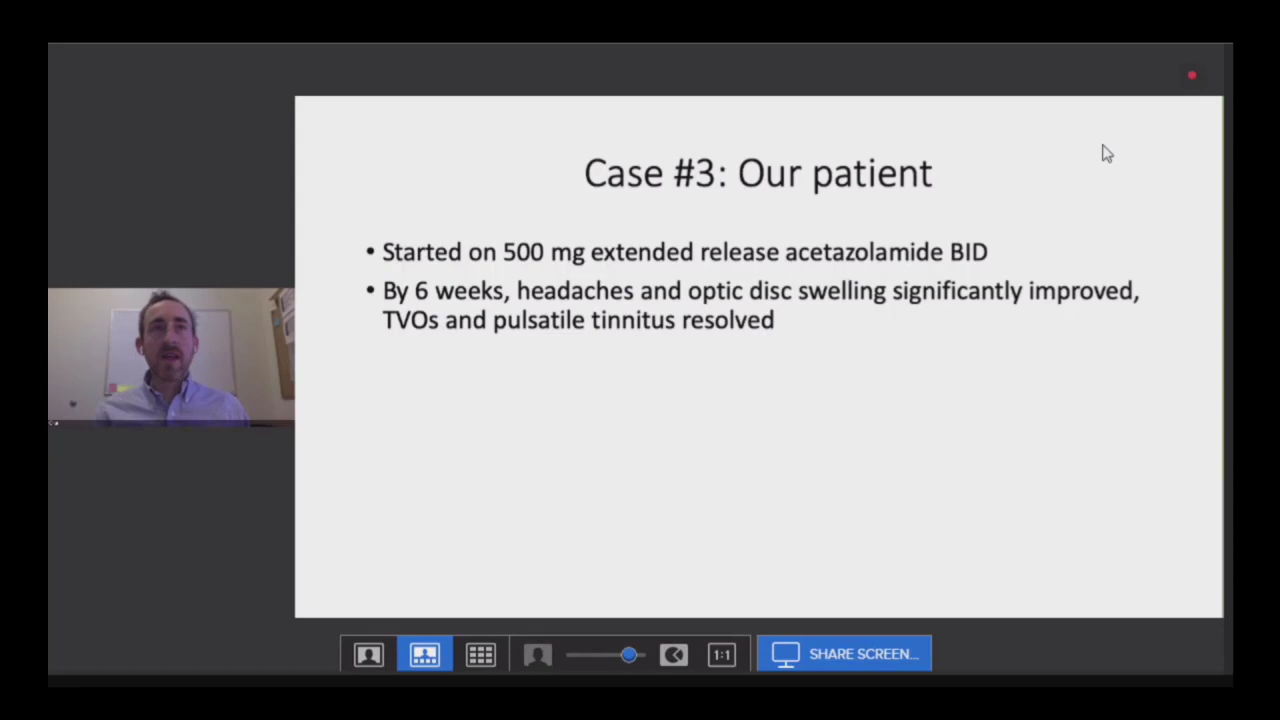 Case #3: Our patient
• Started on 500 mg extended release acetazolamide BID
• By 6 weeks, headaches and optic disc swelling significantly improved,
TVOs and pulsatile tinnitus resolved
1:1
SHARE SCREEN...